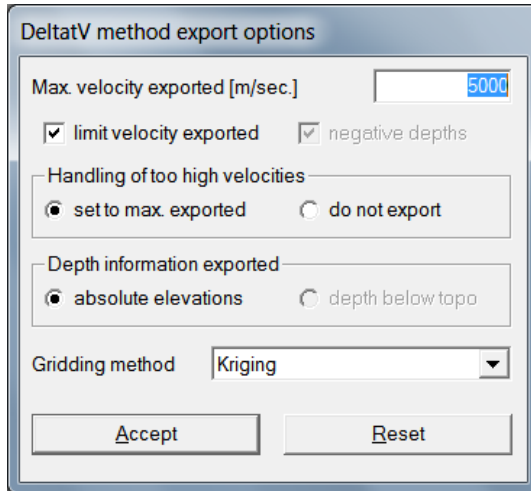 DeltatV method export options
Max. velocity exported [m/sec.] 5000
limit velocity exported negative depths
Handling of too high velocities
set to max. exported do not export
Depth information exported
absolute elevations depth below topo
Gridding method Kriging
Accept Reset